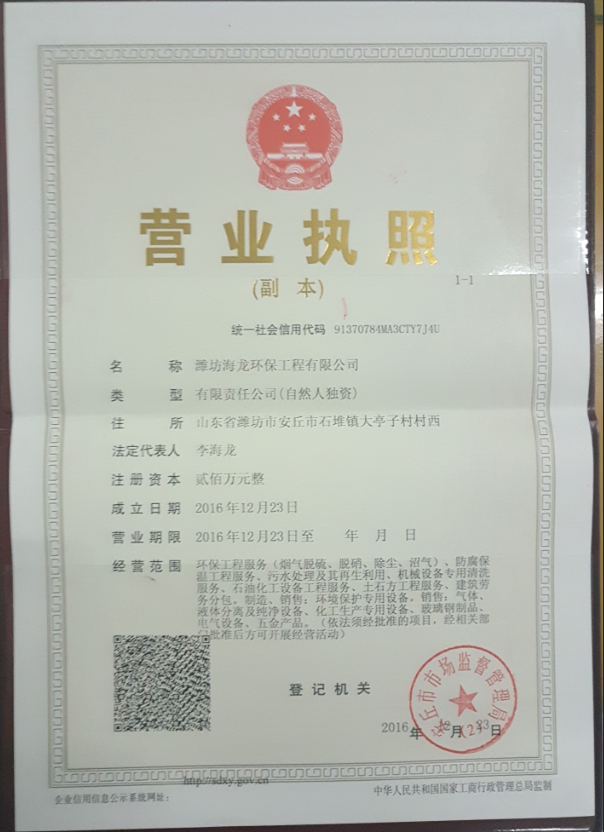 营业执照
(副 本)
1-1
统一社会信用代码 91370784MA3CTY7J4U
名 称 潍坊海龙环保工程有限公司
类 型 有限责任公司(自然人独资)
住 所 山东省潍坊市安丘市石堆镇大亭子村村西
法定代表人 李海龙
注册资本 贰佰万元整
成立日期 2016年12月23日
营业期限 2016年12月23日至 年 月 日
经营范围 环保工程服务（烟气脱硫、脱硝、除尘、沼气）、防腐保
温工程服务、污水处理及其再生利用、机械设备专用清洗
服务、石油化工设备工程服务、土石方工程服务、建筑劳
务分包。制造、销售：环境保护专用设备。销售：气体、
液体分离及纯净设备、化工生产专用设备、玻璃钢制品、
电气设备、五金产品。（依法须经批准的项目，经相关部
门批准后方可开展经营活动）
登记机关
安丘市市场监督管理局
(2)
2016年12月23日
http://sdxy.gov.cn
企业信用信息公示系统网址：
中华人民共和国国家工商行政管理总局监制